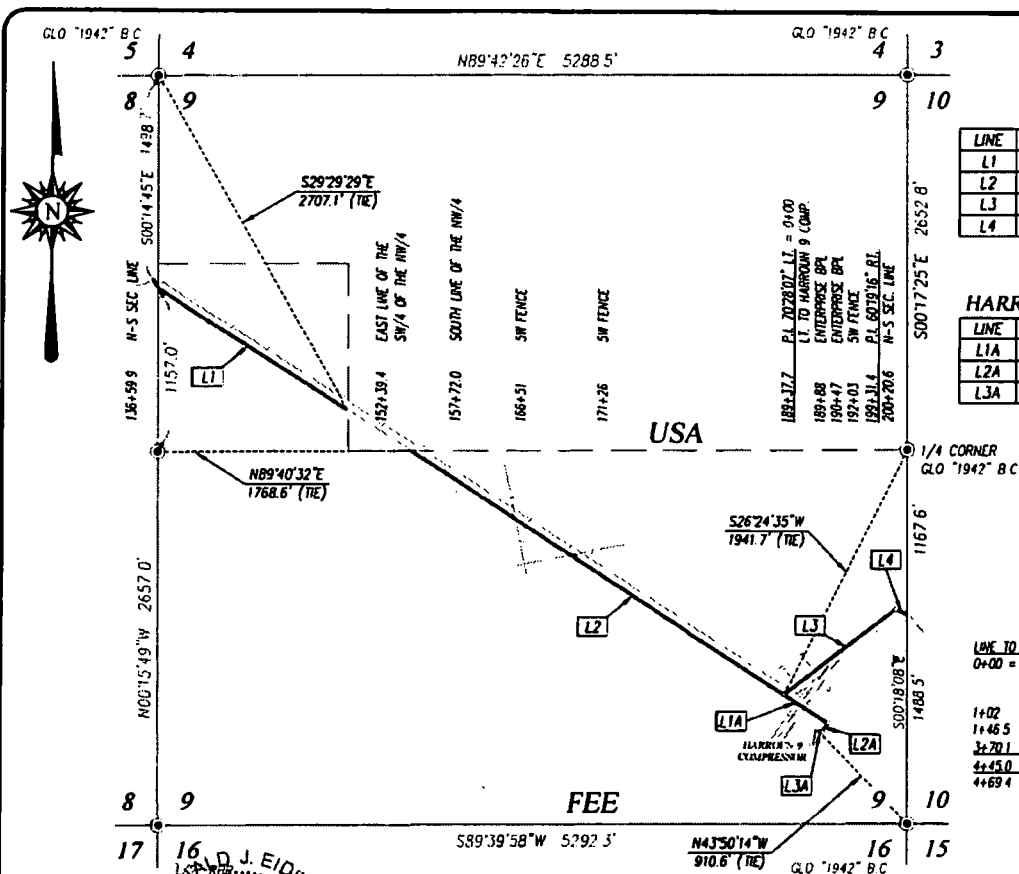 GLO "1942" B C
GLO "1942" B C
5 4
N89°42'26"E 5288.5'
4 3
8 9
9 10
S00°14'45"E
N
S29°29'29"E
2707.1' (TIE)
LINE
L1
L2
L3
L4
2652.8'
S00°17'25"E
136+59.9 N-S SEC. LINE
1157.0'
L1
152+39.4 EAST LINE OF THE
SW/4 OF THE NW/4
157+72.0 SOUTH LINE OF THE NW/4
166+51 5W FENCE
171+26 5W FENCE
189+37.7 P.I. 70°28'07" LT. = 0+00
LT. TO HARROUN 9 COMP.
189+88 ENTERPRISE BPL
190+47 ENTERPRISE BPL
192+03 5W FENCE
199+31.4 P.I. 60°19'16" RT.
200+20.6 N-S SEC. LINE
HARR
LINE
L1A
L2A
L3A
USA
1/4 CORNER
GLO "1942" B C
N89°40'32"E
1768.6' (TIE)
S26°24'35"W
1941.7' (TIE)
1167.6'
L4
L3
L2
N00°15'49"W 2657.0'
S00°18'08"E
1488.5'
LINE TO
0+00 =
L1A
L2A
HARROUN 9
COMPRESSOR
L3A
1+02
1+46.5
3+70.1
4+45.0
4+69.4
8 9
FEE
9 10
S89°39'58"W 5292.3'
N43°50'14"W
910.6' (TIE)
17 16
16 15
GLO "1942" B C
J. EID